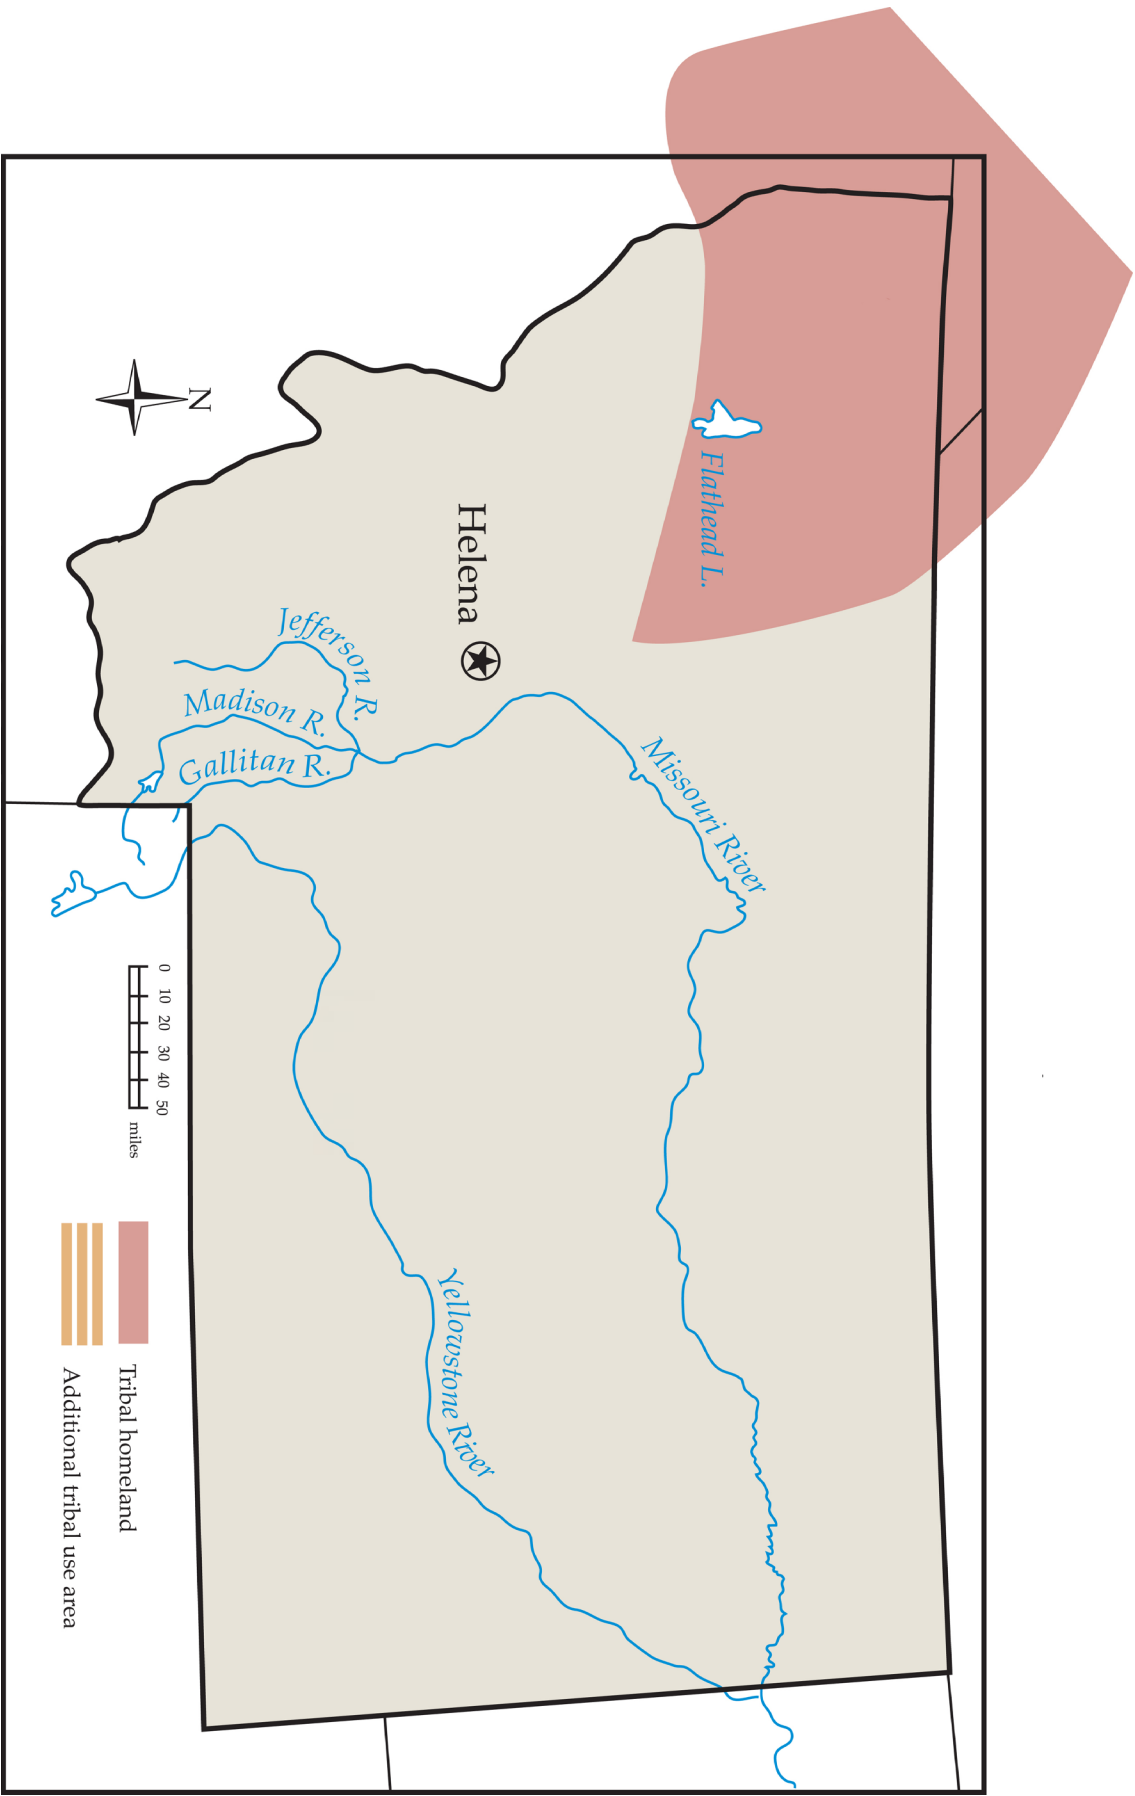 Flathead L.
Missouri River
Helena
Jefferson R.
Madison R.
Gallitan R.
Yellowstone River
N
0 10 20 30 40 50
miles
Tribal homeland
Additional tribal use area